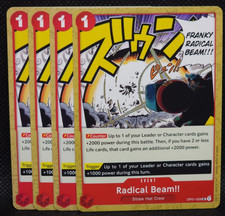 1
1
1
1
ズウゥン
FRANKY
RADICAL
BEAM!!!
Counter Up to 1 of your Leader or Character cards gains
+2000 power during this battle. Then, if you have 2 or less
Life cards, that card gains an additional +2000 power.
Trigger Up to 1 of your Leader or Character cards gains
+1000 power during this turn.
EVENT
Radical Beam!!
Straw Hat Crew